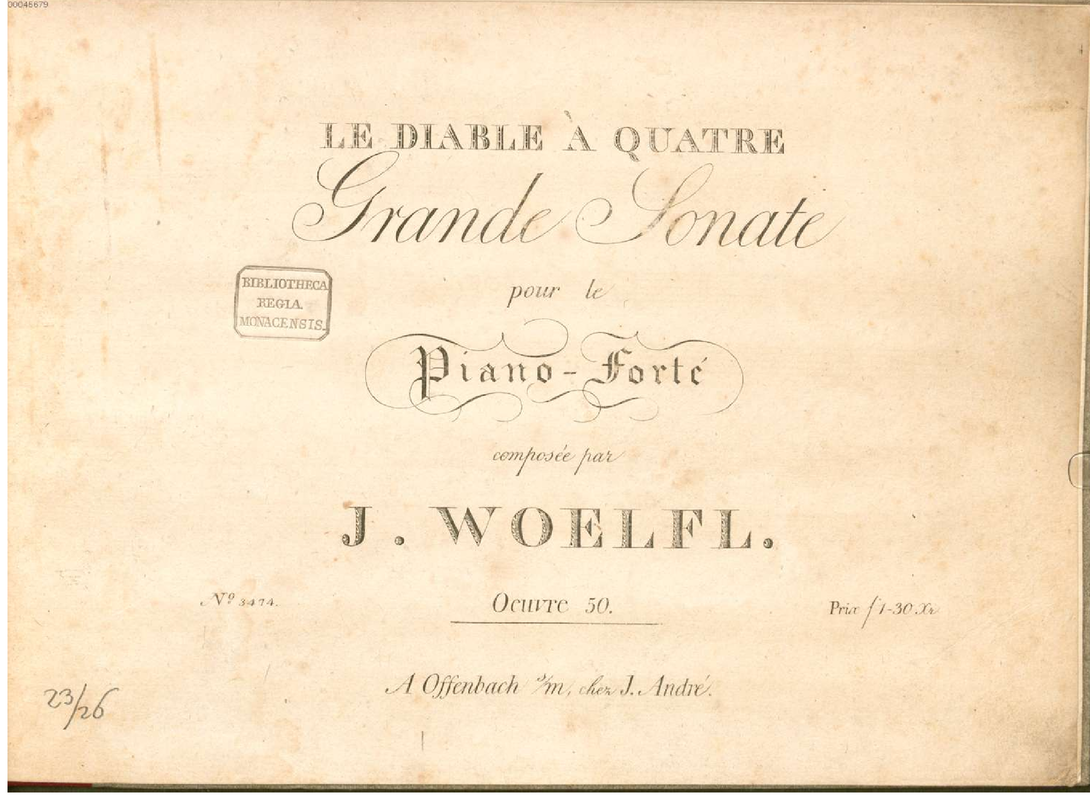 00046679
LE DIABLE À QUATRE
Grande Sonate
pour le
BIBLIOTHECA
REGIA
MONACENSIS.
Piano-Forté
composée par
J. WOELFL.
Nº 3474.
Oeuvre 50.
Prix f 1-30 Xr
A Offenbach s/m, chez J. André.
23/26